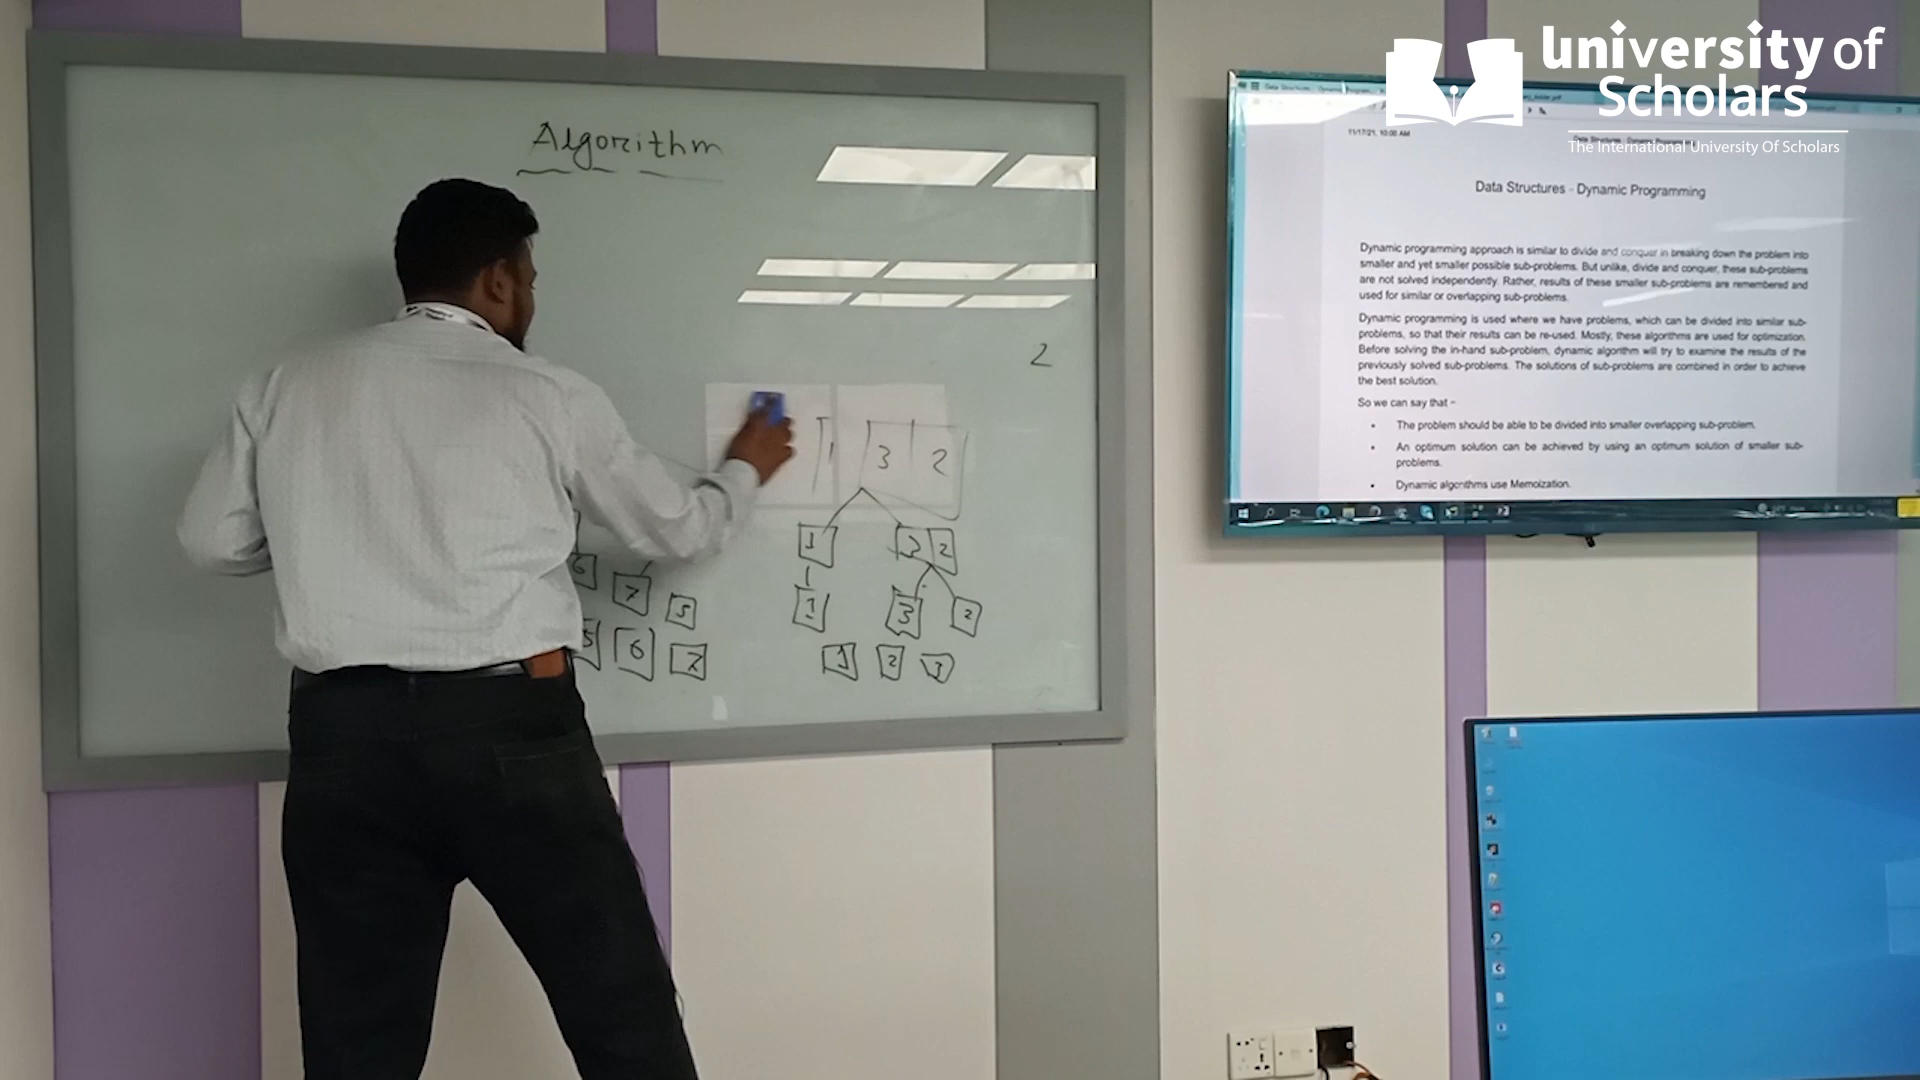 University of
Scholars
The International University Of Scholars
Algorithm
2
1 3 2
1 3 2
6 7 5
1 3 2
5 6 7
1 2 3
11/17/21, 10:00 AM
Data Structures - Dynamic Programming
Dynamic programming approach is similar to divide and conquer in breaking down the problem into
smaller and yet smaller possible sub-problems. But unlike, divide and conquer, these sub-problems
are not solved independently. Rather, results of these smaller sub-problems are remembered and
used for similar or overlapping sub-problems.
Dynamic programming is used where we have problems, which can be divided into similar sub-
problems, so that their results can be re-used. Mostly, these algorithms are used for optimization.
Before solving the in-hand sub-problem, dynamic algorithm will try to examine the results of the
previously solved sub-problems. The solutions of sub-problems are combined in order to achieve
the best solution.
So we can say that –
• The problem should be able to be divided into smaller overlapping sub-problem.
• An optimum solution can be achieved by using an optimum solution of smaller sub-
problems.
• Dynamic algorithms use Memoization.